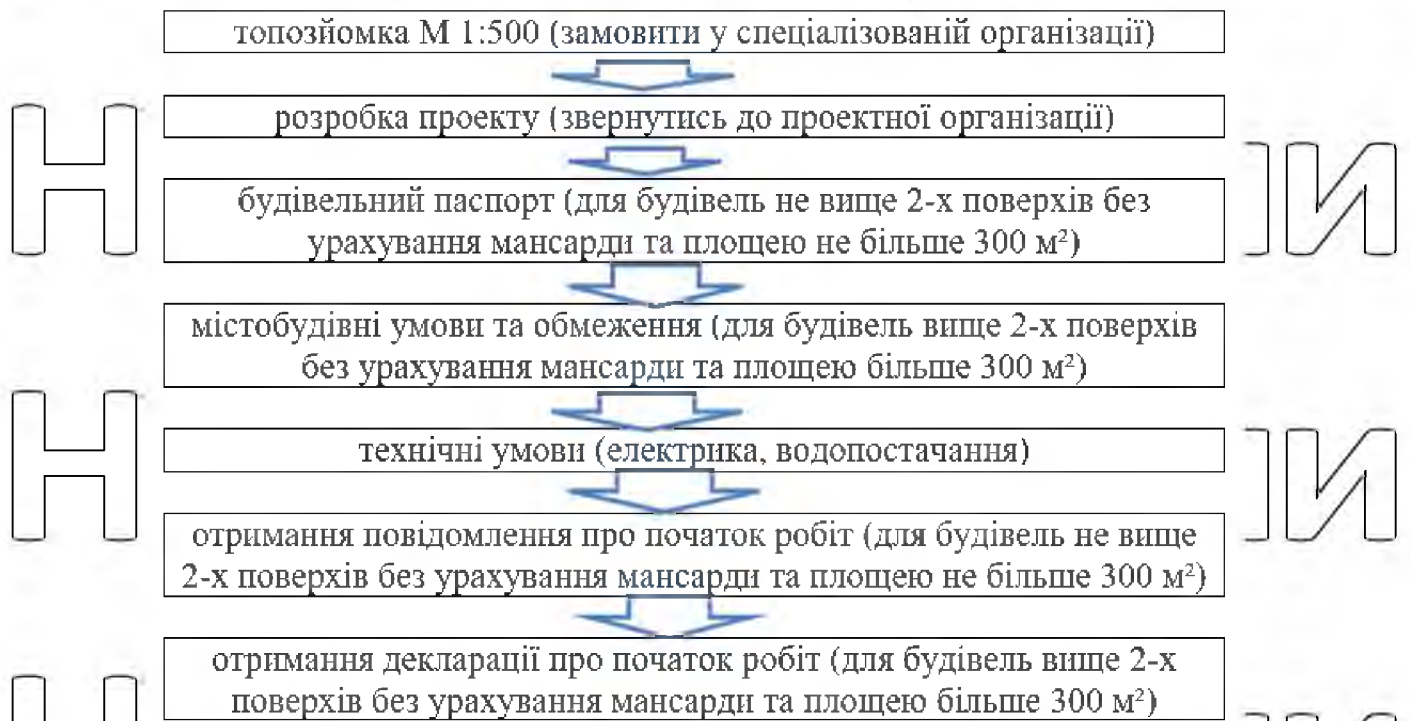 топозйомка М 1:500 (замовити у спеціалізованій організації)
розробка проекту (звернутись до проектної організації)
будівельний паспорт (для будівель не вище 2-х поверхів без
урахування мансарди та площею не більше 300 м²)
містобудівні умови та обмеження (для будівель вище 2-х поверхів
без урахування мансарди та площею більше 300 м²)
технічні умови (електрика, водопостачання)
отримання повідомлення про початок робіт (для будівель не вище
2-х поверхів без урахування мансарди та площею не більше 300 м²)
отримання декларації про початок робіт (для будівель вище 2-х
поверхів без урахування мансарди та площею більше 300 м²)